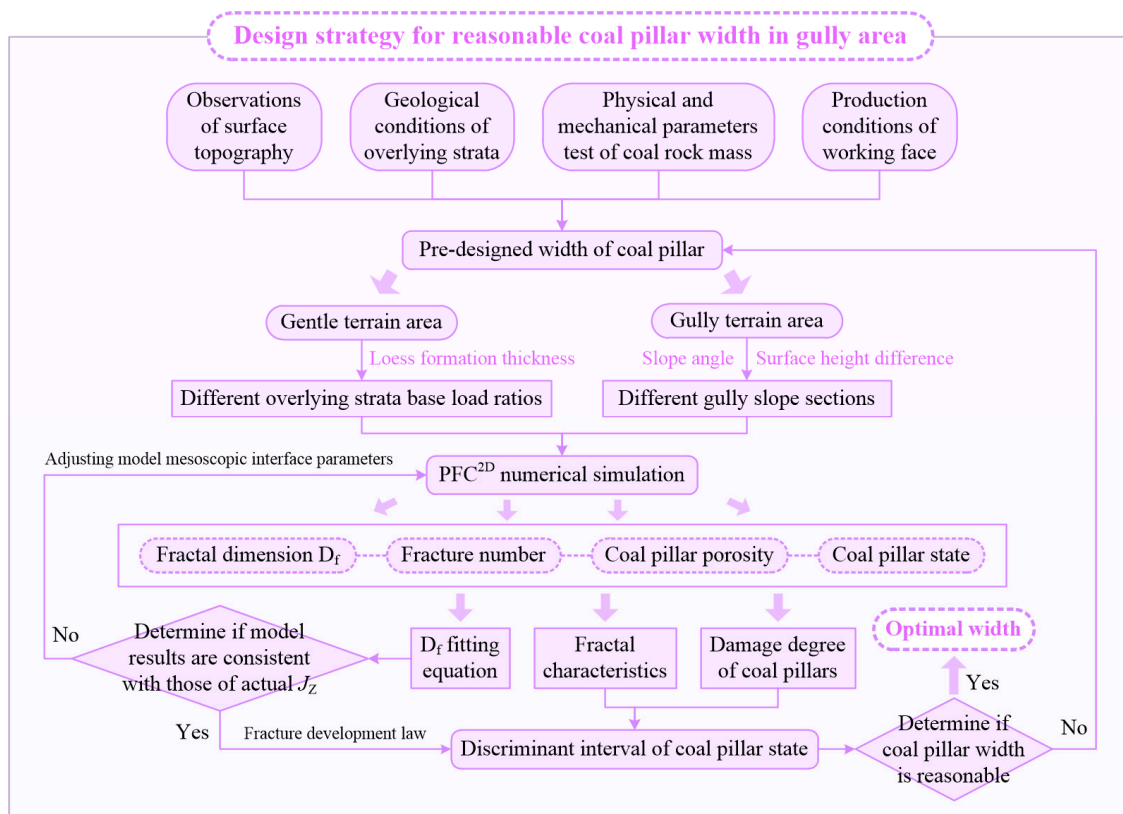 Design strategy for reasonable coal pillar width in gully area
Observations
of surface
topography
Geological
conditions of
overlying strata
Physical and
mechanical parameters
test of coal rock mass
Production
conditions of
working face
Pre-designed width of coal pillar
Gentle terrain area
Gully terrain area
Loess formation thickness
Slope angle
Surface height difference
Different overlying strata base load ratios
Different gully slope sections
Adjusting model mesoscopic interface parameters
PFC2D numerical simulation
Fractal dimension Df
Fracture number
Coal pillar porosity
Coal pillar state
No
Determine if model
results are consistent
with those of actual JZ
Df fitting
equation
Fractal
characteristics
Damage degree
of coal pillars
Optimal width
Yes
Yes
Fracture development law
Discriminant interval of coal pillar state
Determine if
coal pillar width
is reasonable
No